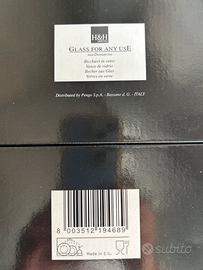 H&H
GLASS FOR ANY USE
Bicchieri in vetro
Vasos de vidrio
Becher aus Glas
Verres en verre
Distributed by Pengo S.p.A. - Bassano d. G. - ITALY
8 003512 194689
Made in E.U.
subito